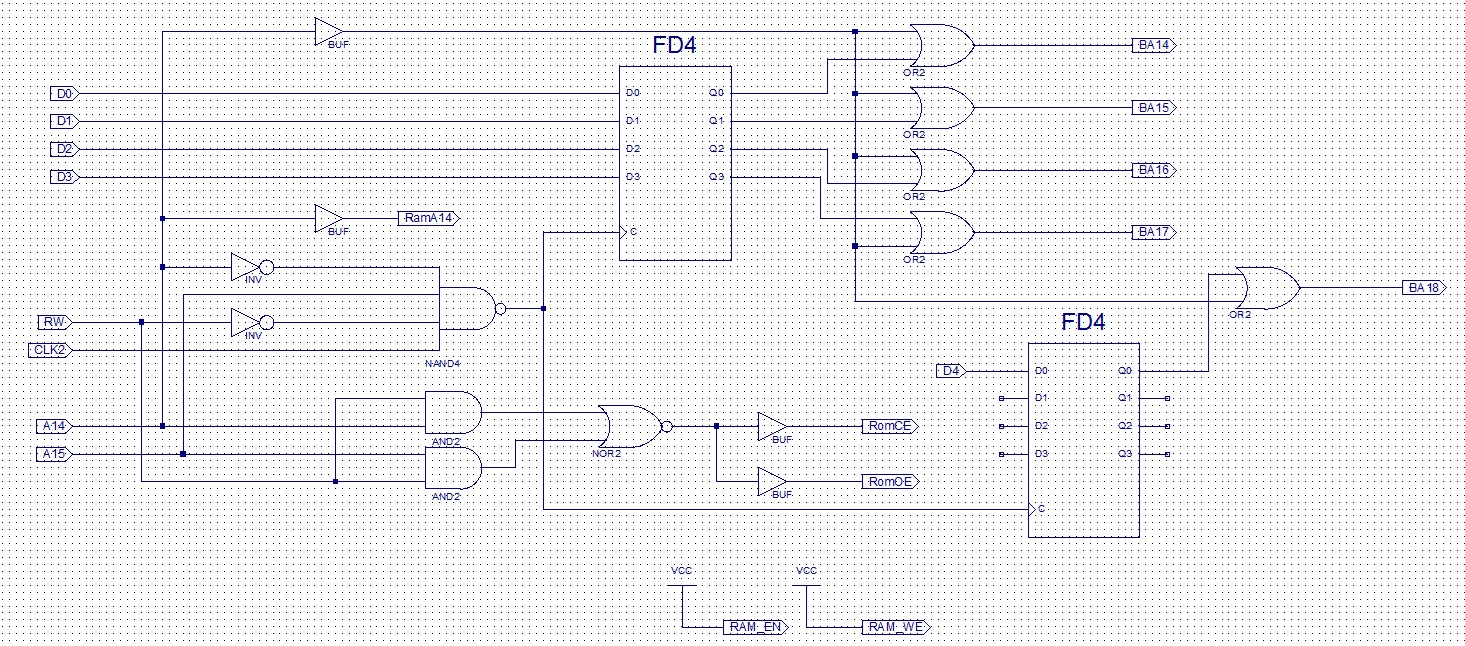 BUF
FD4
BA14
OR2
D0 D0 Q0
BA15
D1 D1 Q1
OR2
D2 D2 Q2
BA16
D3 D3 Q3
OR2
RamA14
BUF
C
BA17
OR2
INV
BA18
OR2
RW
FD4
INV
CLK2
NAND4
D4 D0 Q0
D1 Q1
A14
RomCE
D2 Q2
AND2
BUF
A15
NOR2
D3 Q3
RomOE
AND2
BUF
C
VCC VCC
RAM_EN RAM_WE